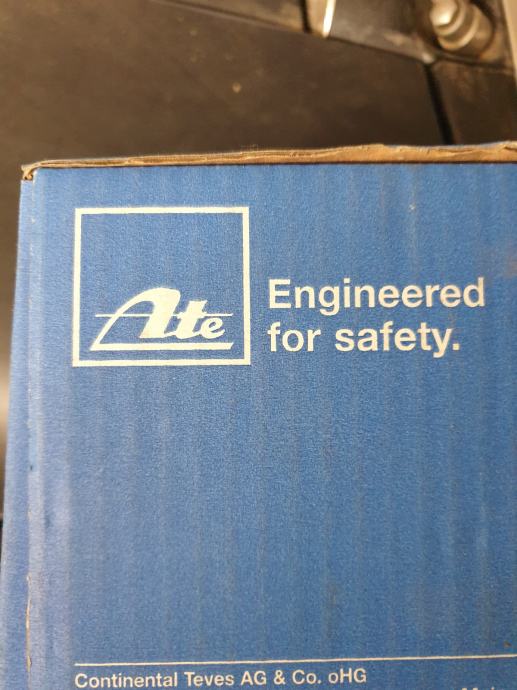 Ate
Engineered
for safety.
Continental Teves AG & Co. oHG